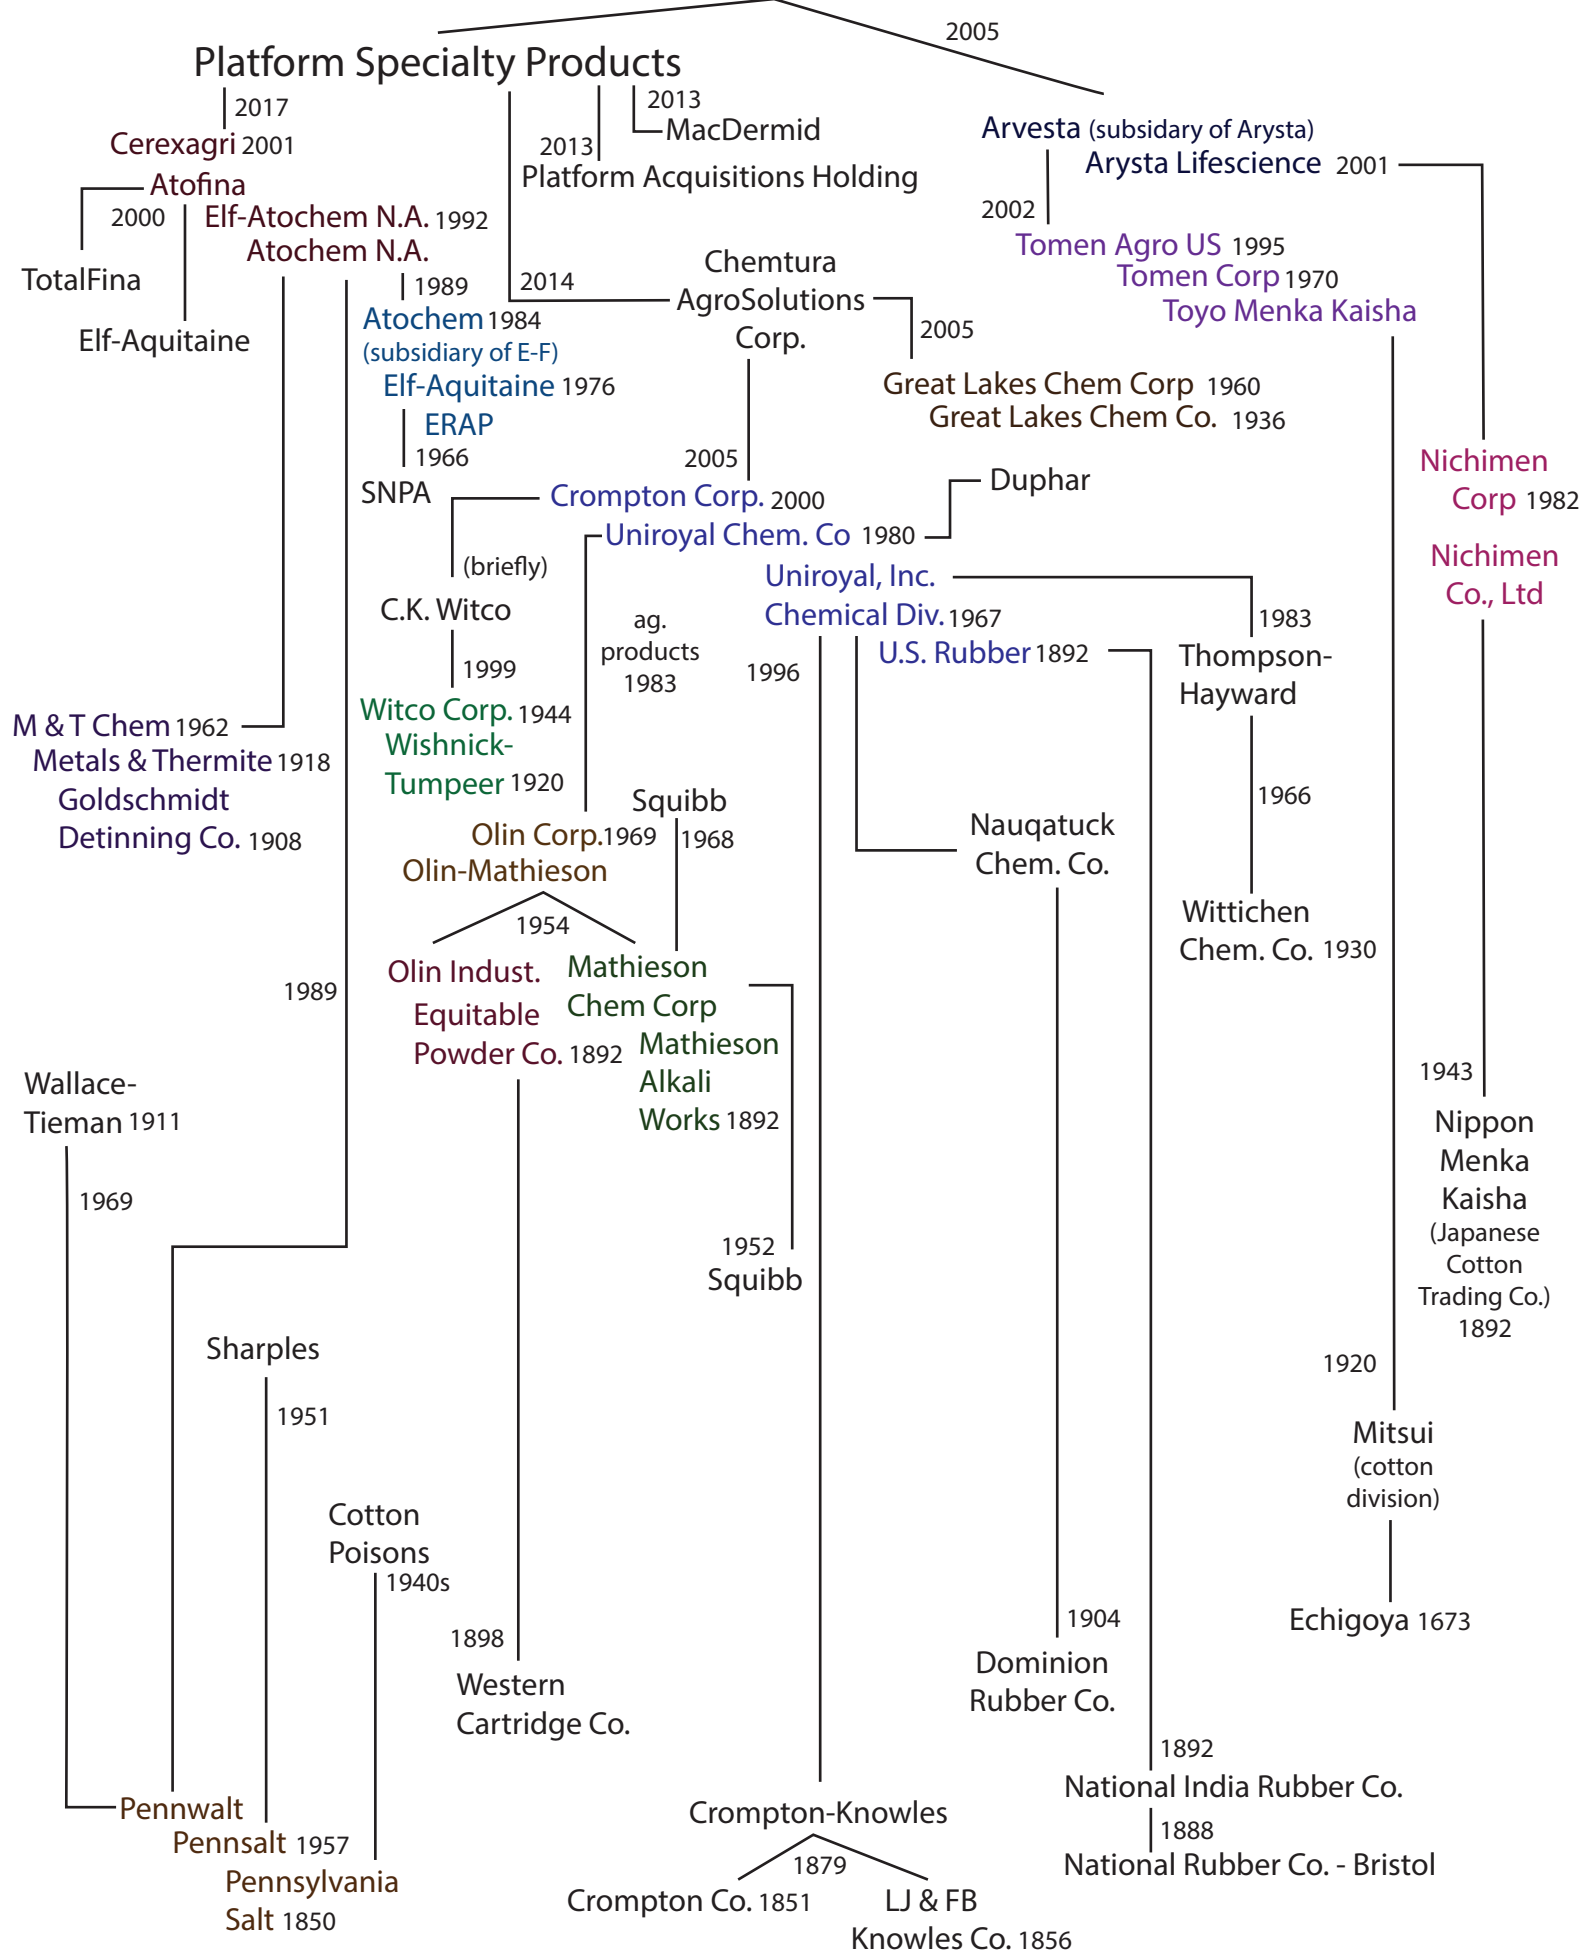 2005
Platform Specialty Products
2017
2013
MacDermid
Cerexagri 2001
2013
Platform Acquisitions Holding
Arvesta (subsidary of Arysta)
Arysta Lifescience 2001
Atofina
2000
Elf-Atochem N.A. 1992
Atochem N.A.
2002
Tomen Agro US 1995
Tomen Corp 1970
Toyo Menka Kaisha
TotalFina
Elf-Aquitaine
1989
2014
Chemtura
AgroSolutions
Corp.
2005
Atochem 1984
(subsidiary of E-F)
Elf-Aquitaine 1976
ERAP
1966
SNPA
Great Lakes Chem Corp 1960
Great Lakes Chem Co. 1936
2005
Crompton Corp. 2000
Uniroyal Chem. Co 1980
Duphar
Nichimen
Corp 1982
Nichimen
Co., Ltd
(briefly)
C.K. Witco
1999
ag.
products
1983
Uniroyal, Inc.
Chemical Div. 1967
U.S. Rubber 1892
1996
1983
Thompson-
Hayward
M & T Chem 1962
Metals & Thermite 1918
Goldschmidt
Detinning Co. 1908
Witco Corp. 1944
Wishnick-
Tumpeer 1920
Squibb
1968
Olin Corp. 1969
Olin-Mathieson
1954
1966
Nauqatuck
Chem. Co.
Wittichen
Chem. Co. 1930
1989
Olin Indust.
Equitable
Powder Co. 1892
Mathieson
Chem Corp
Mathieson
Alkali
Works 1892
Wallace-
Tieman 1911
1969
1943
Nippon
Menka
Kaisha
(Japanese
Cotton
Trading Co.)
1892
1952
Squibb
Sharples
1951
1920
Mitsui
(cotton
division)
Cotton
Poisons
1940s
1898
Western
Cartridge Co.
1904
Dominion
Rubber Co.
Echigoya 1673
1892
National India Rubber Co.
1888
National Rubber Co. - Bristol
Pennwalt
Pennsalt 1957
Pennsylvania
Salt 1850
Crompton-Knowles
1879
Crompton Co. 1851
LJ & FB
Knowles Co. 1856